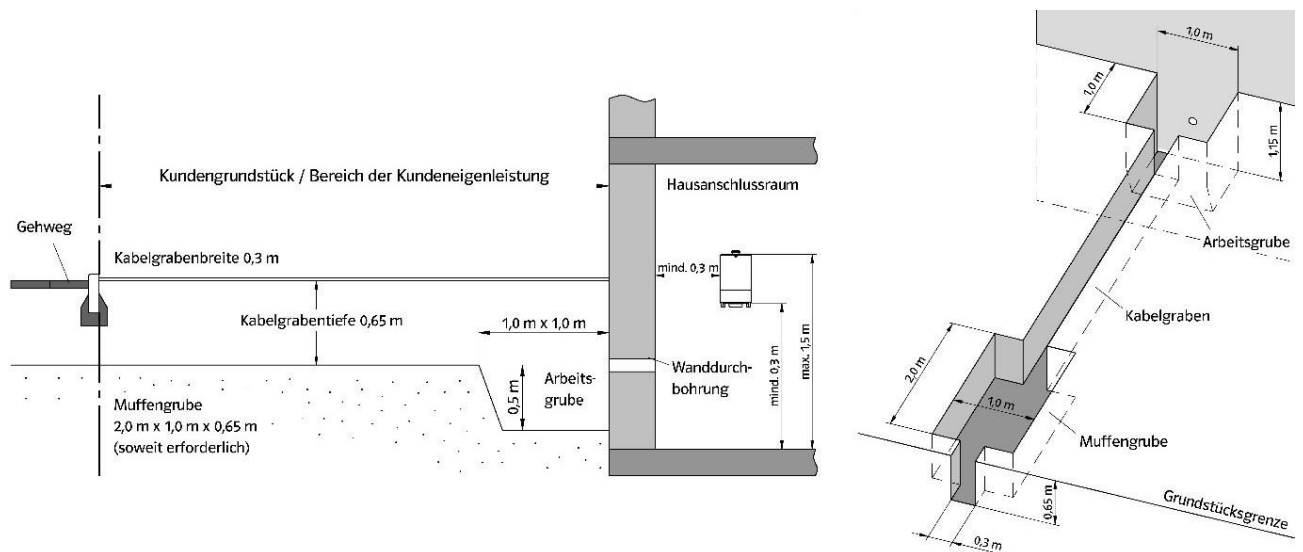 Kundengrundstück / Bereich der Kundeneigenleistung
Hausanschlussraum
Gehweg
Kabelgrabenbreite 0,3 m
mind. 0,3 m
Kabelgrabentiefe 0,65 m
1,0 m x 1,0 m
mind. 0,3 m
max. 1,5 m
Wanddurch-
bohrung
Arbeits-
grube
0,5 m
Muffengrube
2,0 m x 1,0 m x 0,65 m
(soweit erforderlich)
1,0 m
1,0 m
1,15 m
Arbeitsgrube
Kabelgraben
2,0 m
1,0 m
Muffengrube
Grundstücksgrenze
0,65 m
0,3 m